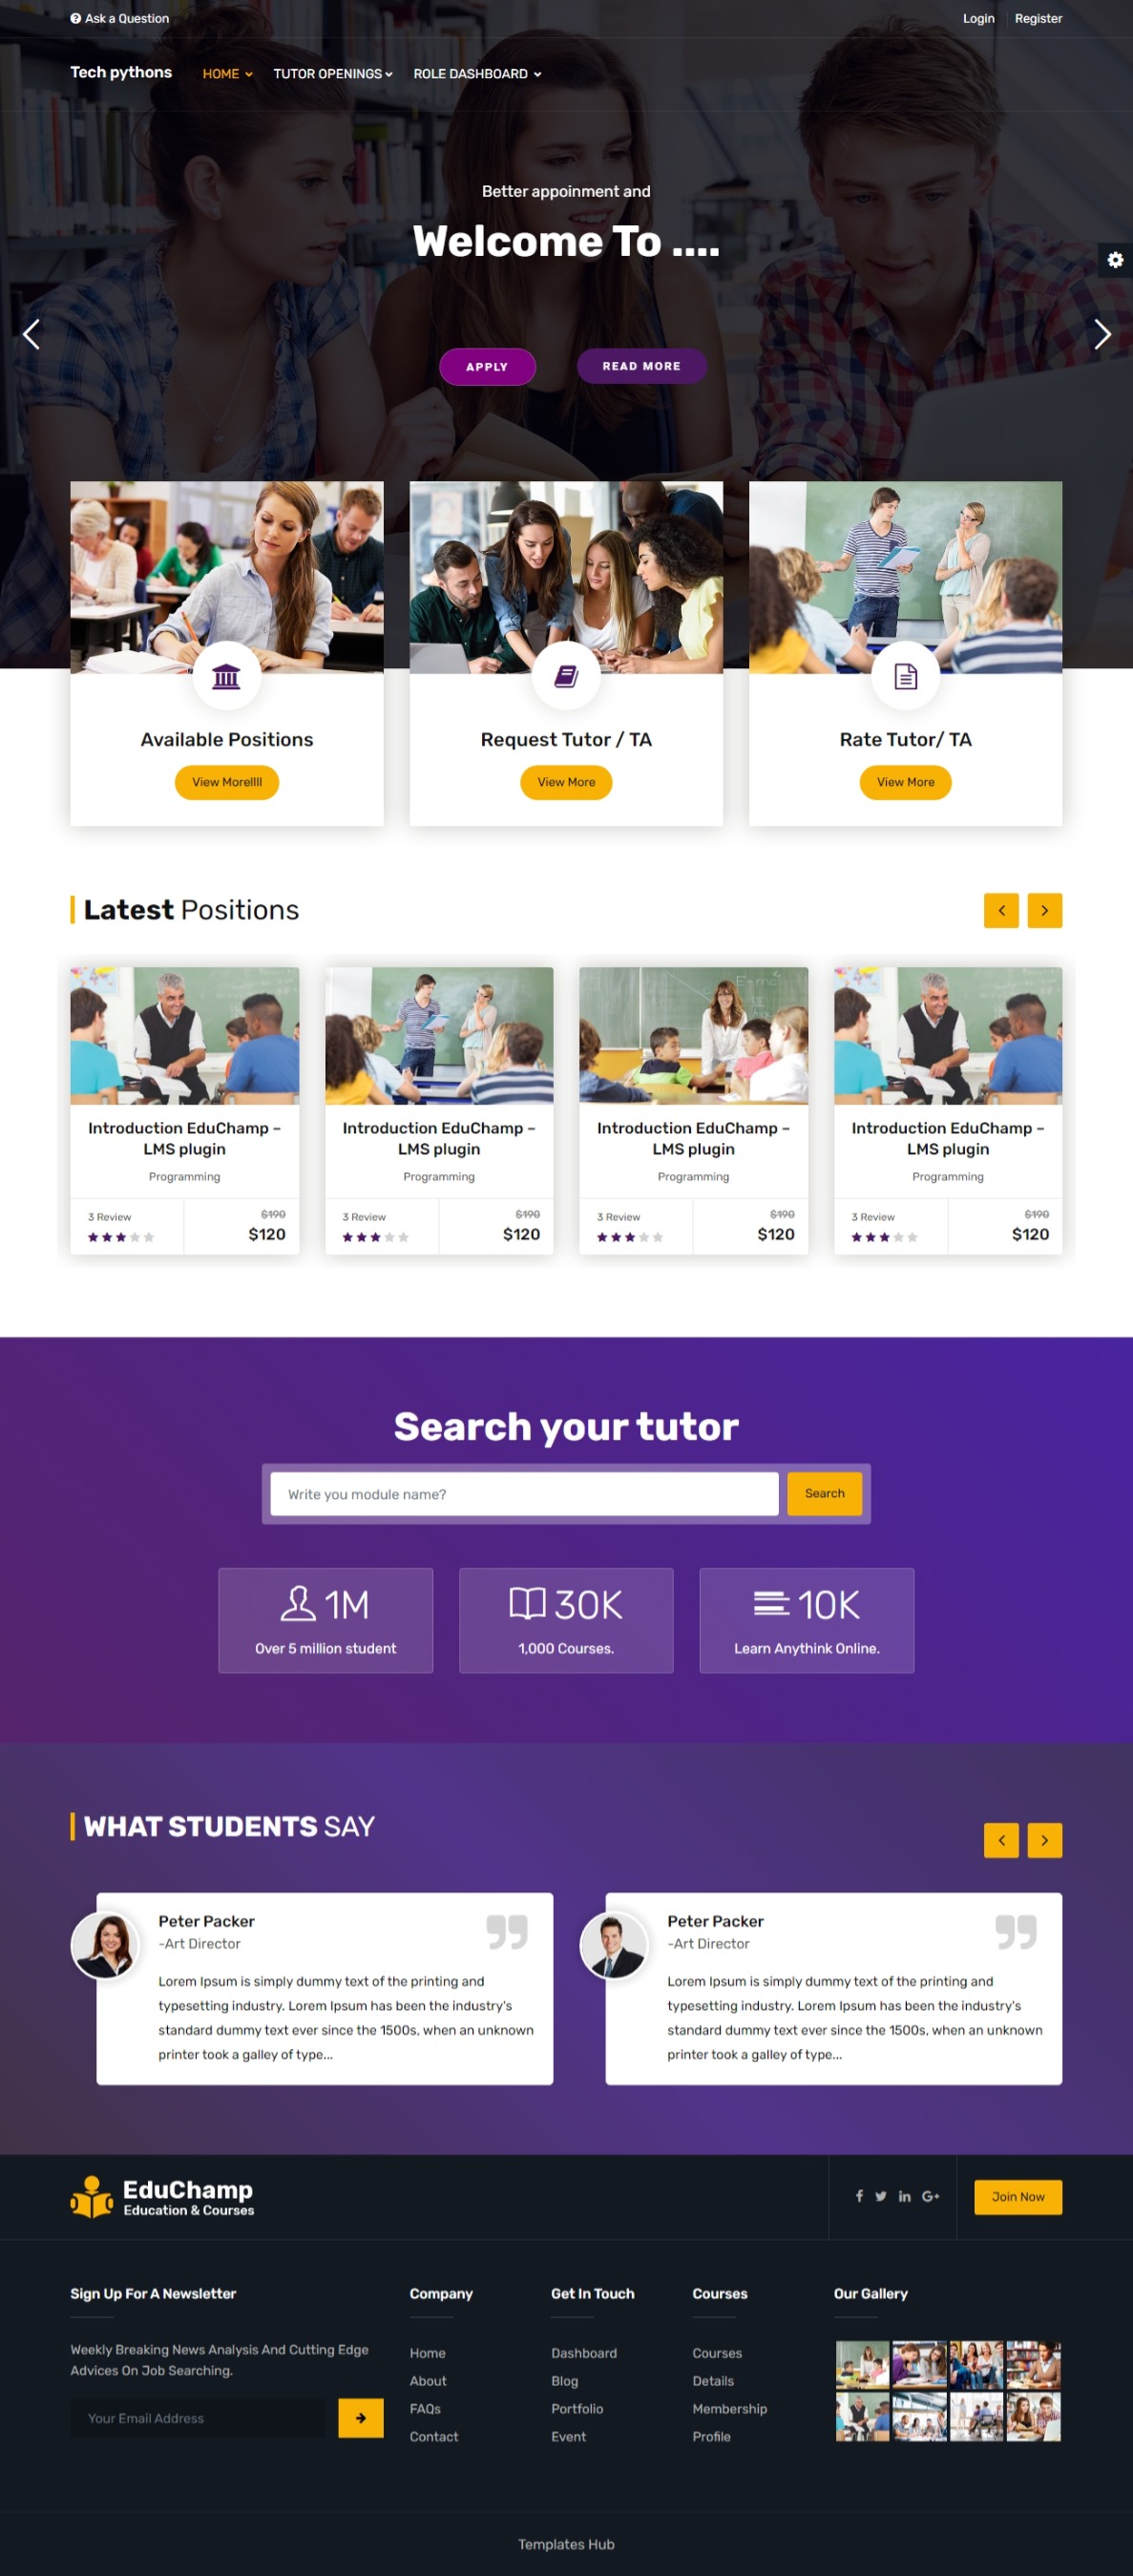 Ask a Question
Login
Register
Tech pythons
HOME
TUTOR OPENINGS
ROLE DASHBOARD
Better appoinment and
Welcome To ....
APPLY
READ MORE
Available Positions
Request Tutor / TA
Rate Tutor/ TA
View Morellll
View More
View More
Latest Positions
Introduction EduChamp –
LMS plugin
Programming
3 Review
$190
$120
Introduction EduChamp –
LMS plugin
Programming
3 Review
$190
$120
Introduction EduChamp –
LMS plugin
Programming
3 Review
$190
$120
Introduction EduChamp –
LMS plugin
Programming
3 Review
$190
$120
Search your tutor
Write you module name?
Search
1M
Over 5 million student
30K
1,000 Courses.
10K
Learn Anythink Online.
WHAT STUDENTS SAY
Peter Packer
-Art Director
Lorem Ipsum is simply dummy text of the printing and
typesetting industry. Lorem Ipsum has been the industry's
standard dummy text ever since the 1500s, when an unknown
printer took a galley of type...
Peter Packer
-Art Director
Lorem Ipsum is simply dummy text of the printing and
typesetting industry. Lorem Ipsum has been the industry's
standard dummy text ever since the 1500s, when an unknown
printer took a galley of type...
EduChamp
Education & Courses
Join Now
Sign Up For A Newsletter
Weekly Breaking News Analysis And Cutting Edge
Advices On Job Searching.
Your Email Address
Company
Home
About
FAQs
Contact
Get In Touch
Dashboard
Blog
Portfolio
Event
Courses
Courses
Details
Membership
Profile
Our Gallery
Templates Hub